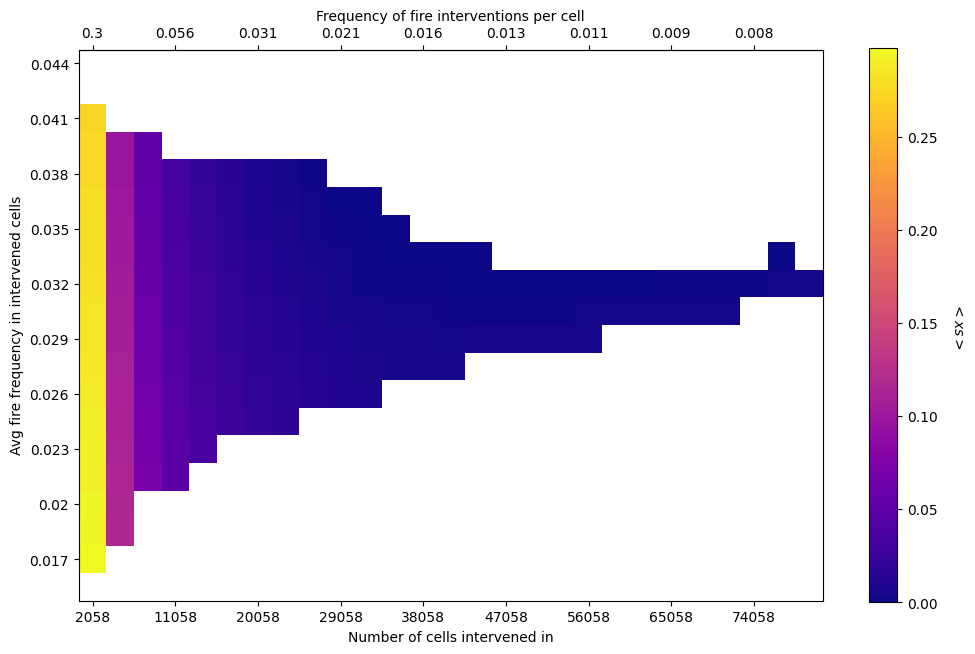 Frequency of fire interventions per cell
0.3 0.056 0.031 0.021 0.016 0.013 0.011 0.009 0.008
0.044
0.041
0.038
0.035
0.032
0.029
0.026
0.023
0.02
0.017
Avg fire frequency in intervened cells
2058 11058 20058 29058 38058 47058 56058 65058 74058
Number of cells intervened in
0.25
0.20
0.15
0.10
0.05
0.00
< sx >